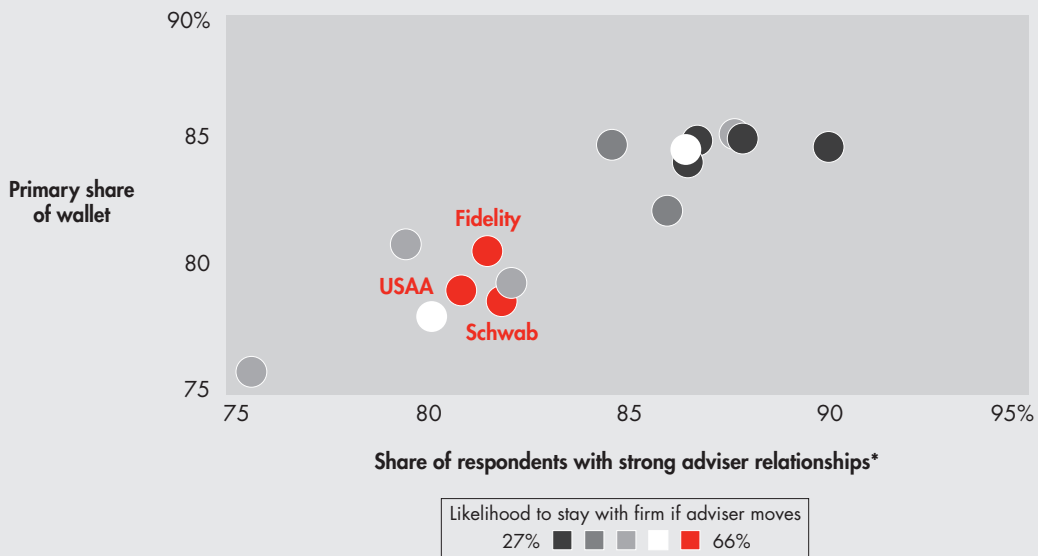 90%
85
Primary share
of wallet
80
75
Fidelity
USAA
Schwab
75 80 85 90 95%
Share of respondents with strong adviser relationships*
Likelihood to stay with firm if adviser moves
27% 66%